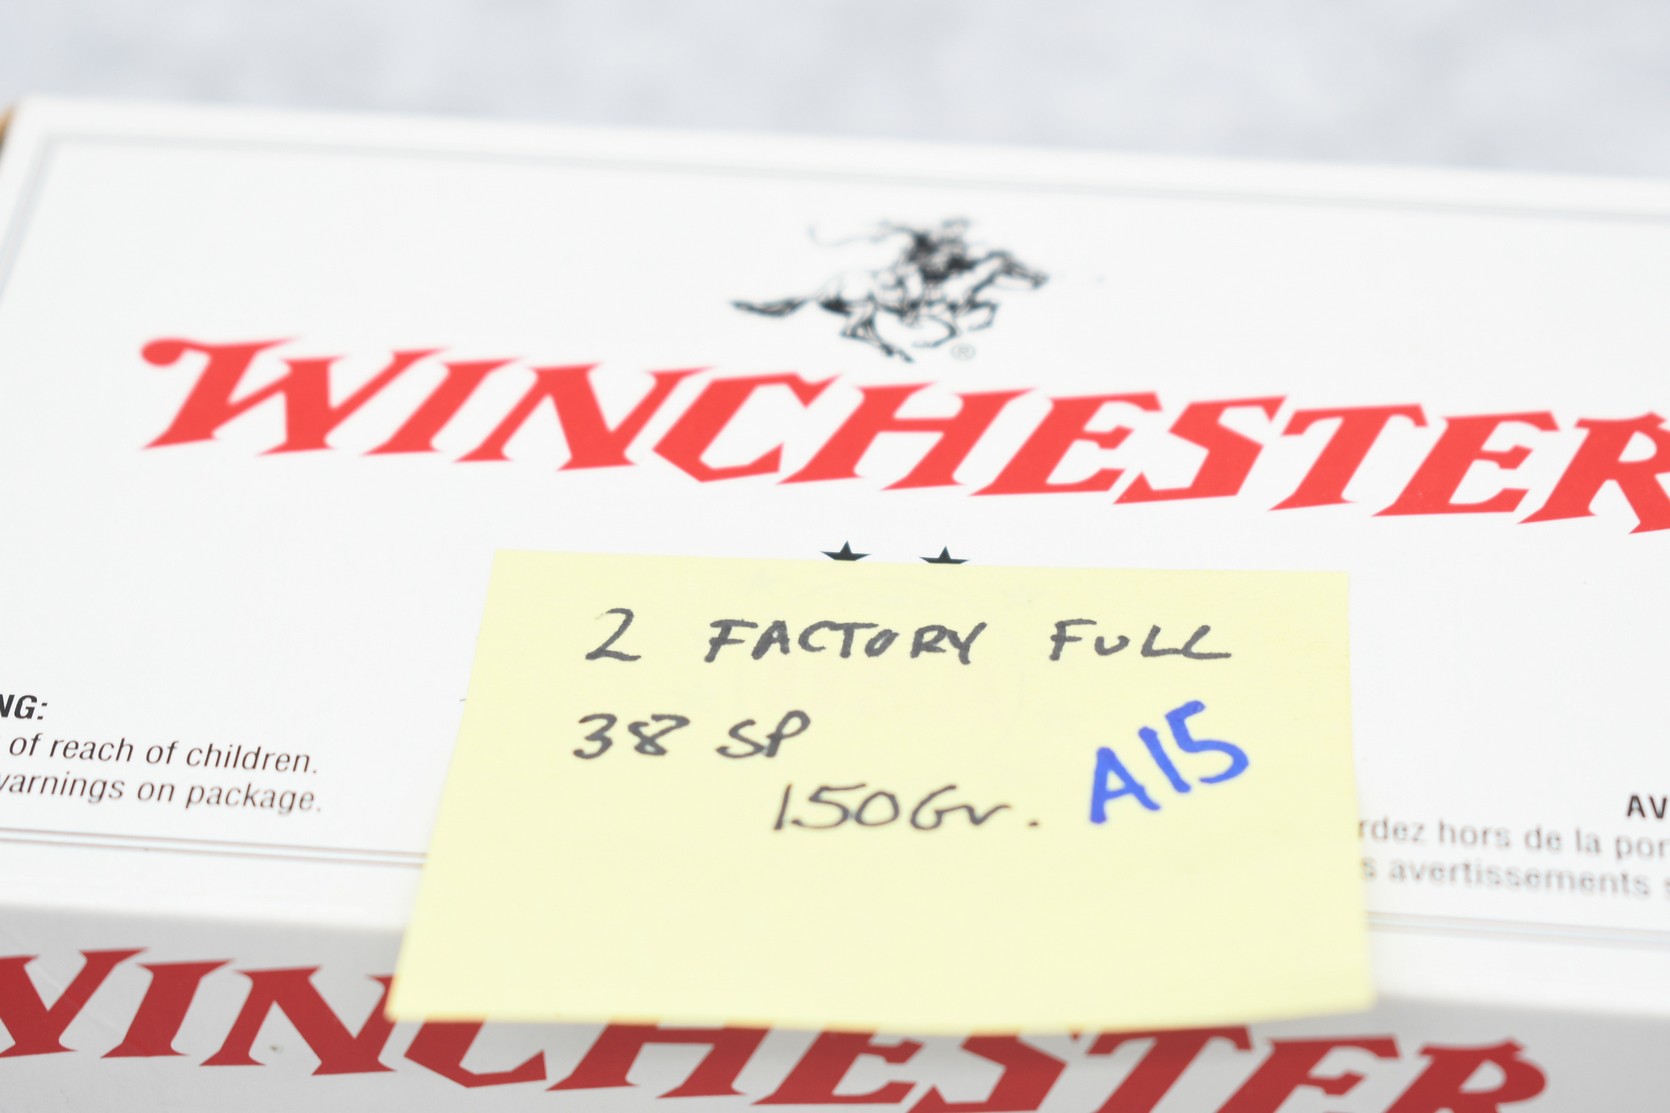 ®
WINCHESTER
2 FACTORY FULL
38 SP
150Gr.
A15
NG:
of reach of children.
warnings on package.
AV
rdez hors de la por
s avertissements s
WINCHESTER